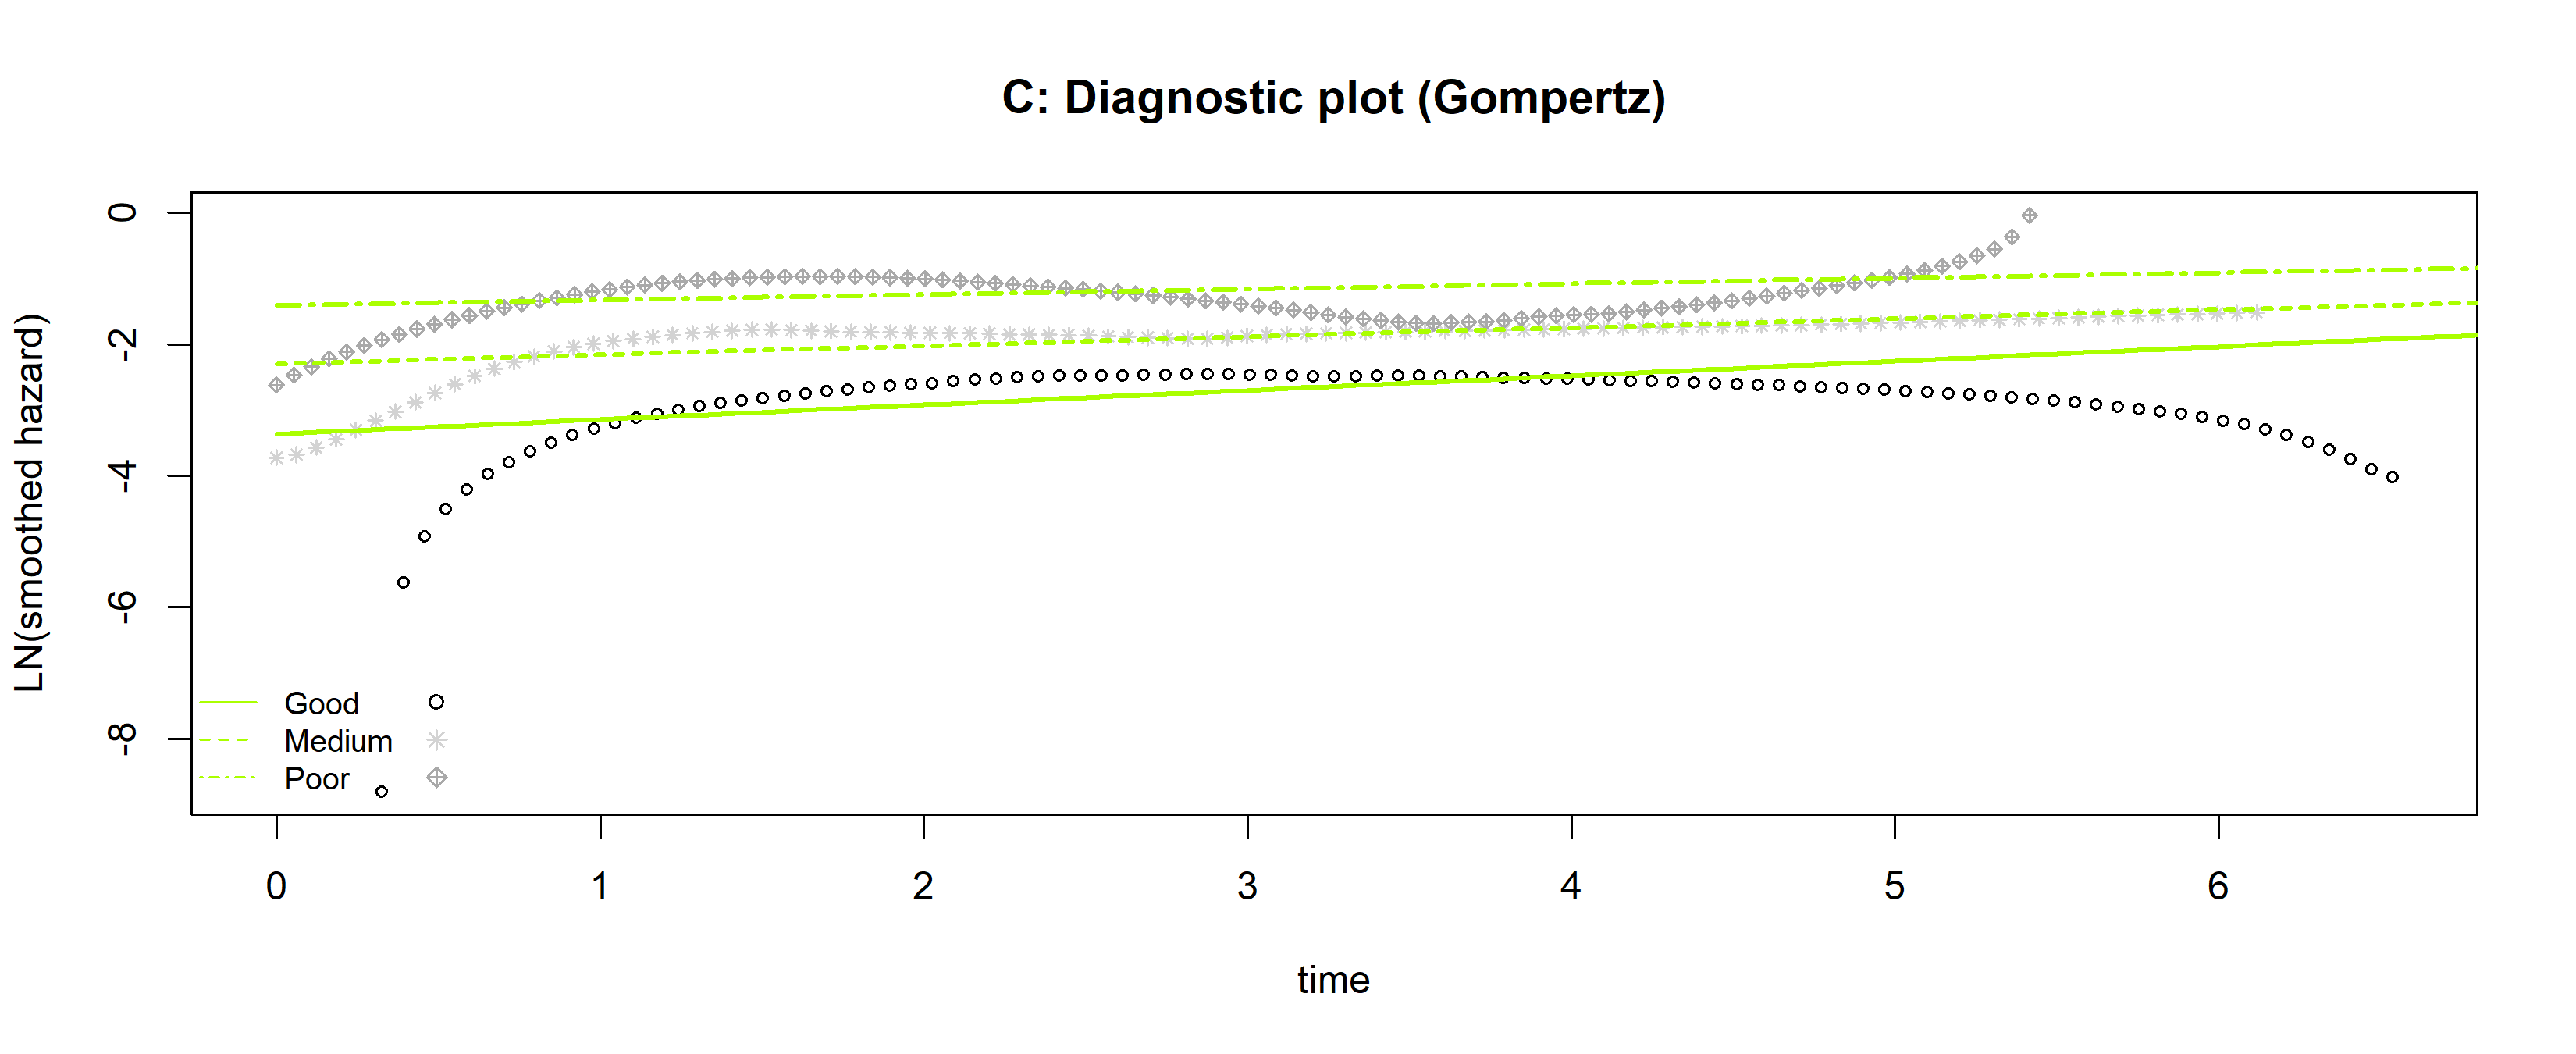 C: Diagnostic plot (Gompertz)
LN(smoothed hazard)
0
-2
-4
-6
-8
Good
Medium
Poor
0 1 2 3 4 5 6
time